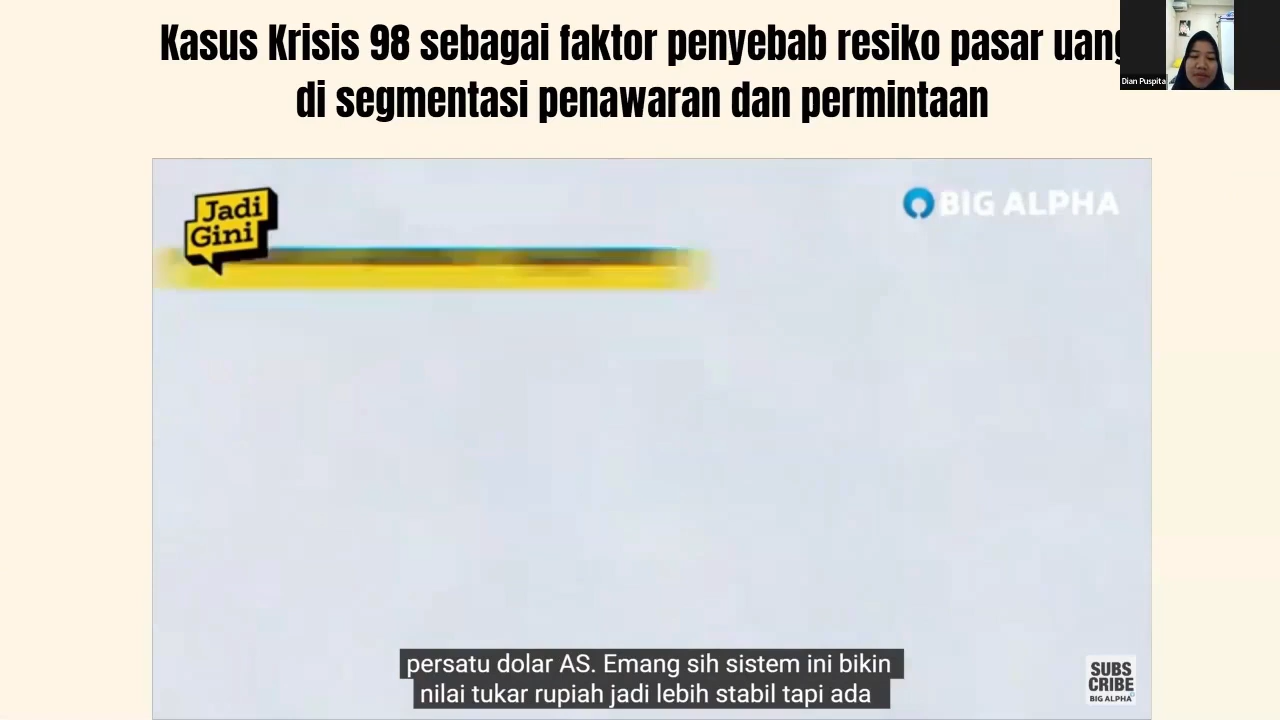 Kasus Krisis 98 sebagai faktor penyebab resiko pasar uang
di segmentasi penawaran dan permintaan
Dian Puspita
Jadi
Gini
BIG ALPHA
persatu dolar AS. Emang sih sistem ini bikin
nilai tukar rupiah jadi lebih stabil tapi ada
SUBS
CRIBE
BIG ALPHA